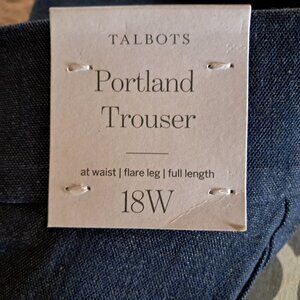 TALBOTS
Portland
Trouser
at waist | flare leg | full length
18W